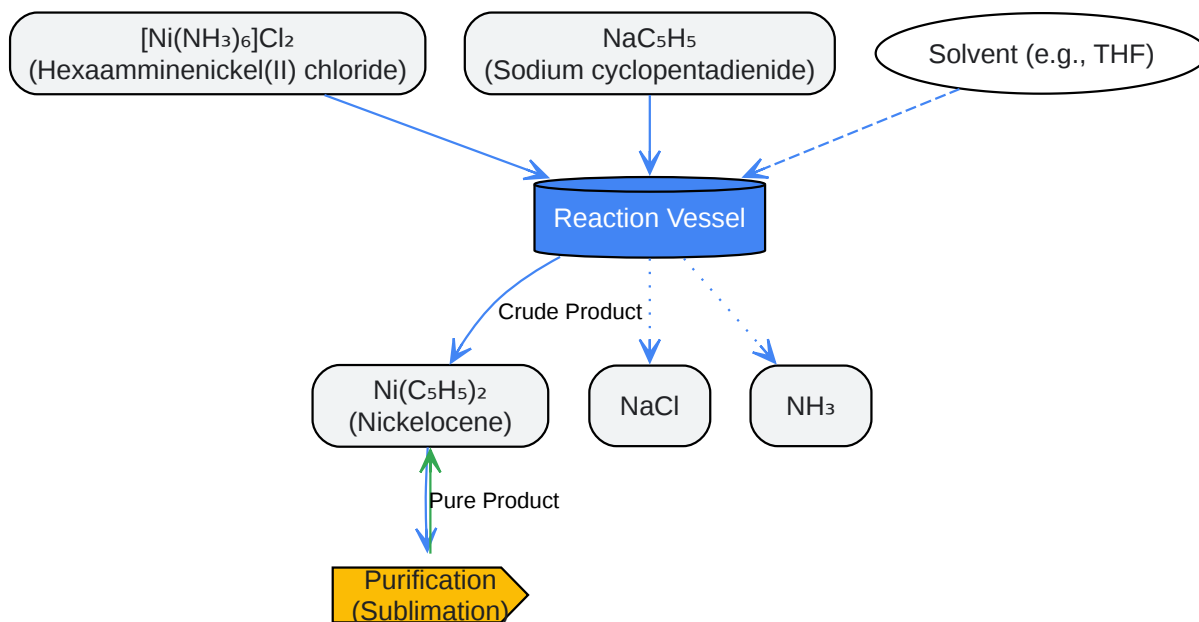 [Ni(NH₃)₆]Cl₂
(Hexaamminenickel(II) chloride)
NaC₅H₅
(Sodium cyclopentadienide)
Solvent (e.g., THF)
Reaction Vessel
Crude Product
Ni(C₅H₅)₂
(Nickelocene)
NaCl
NH₃
Pure Product
Purification
(Sublimation)